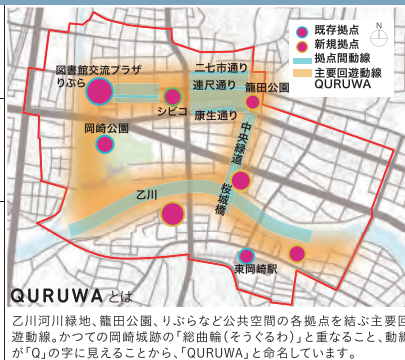 既存拠点
新規拠点
拠点間動線
主要回遊動線
QURUWA
N
図書館交流プラザ
りぶら
二七市通り
連尺通り
籠田公園
シビコ
康生通り
岡崎公園
中央緑道
乙川
桜城橋
東岡崎駅
QURUWAとは
乙川河川緑地、籠田公園、りぶらなど公共空間の各拠点を結ぶ主要回
遊動線。かつての岡崎城跡の「総曲輪（そうぐるわ）」と重なること、動線
が「Q」の字に見えることから、「QURUWA」と命名しています。